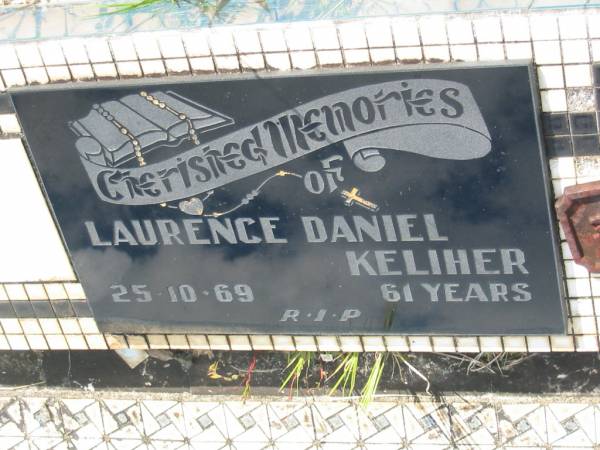 Cherished Memories
OF
LAURENCE DANIEL
KELIHER
25·10·69 61 YEARS
R·I·P